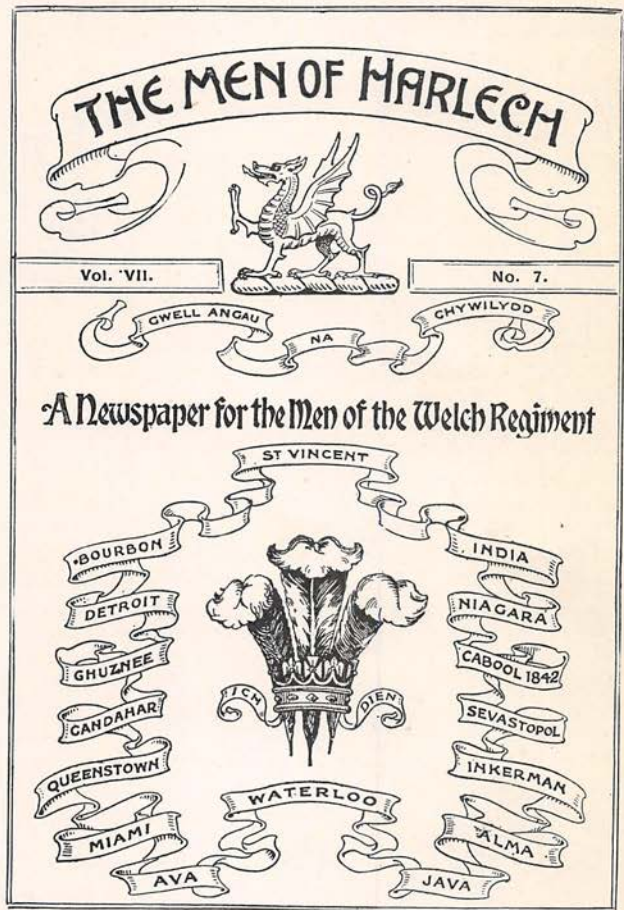 THE MEN OF HARLECH
Vol. VII.
No. 7.
GWELL ANGAU
NA
CHYWILYDD
A Newspaper for the Men of the Welch Regiment
ST VINCENT
BOURBON
INDIA
DETROIT
NIAGARA
GHUZNEE
CABOOL 1842
CANDAHAR
SEVASTOPOL
ICH
DIEN
QUEENSTOWN
INKERMAN
WATERLOO
MIAMI
ALMA
AVA
JAVA